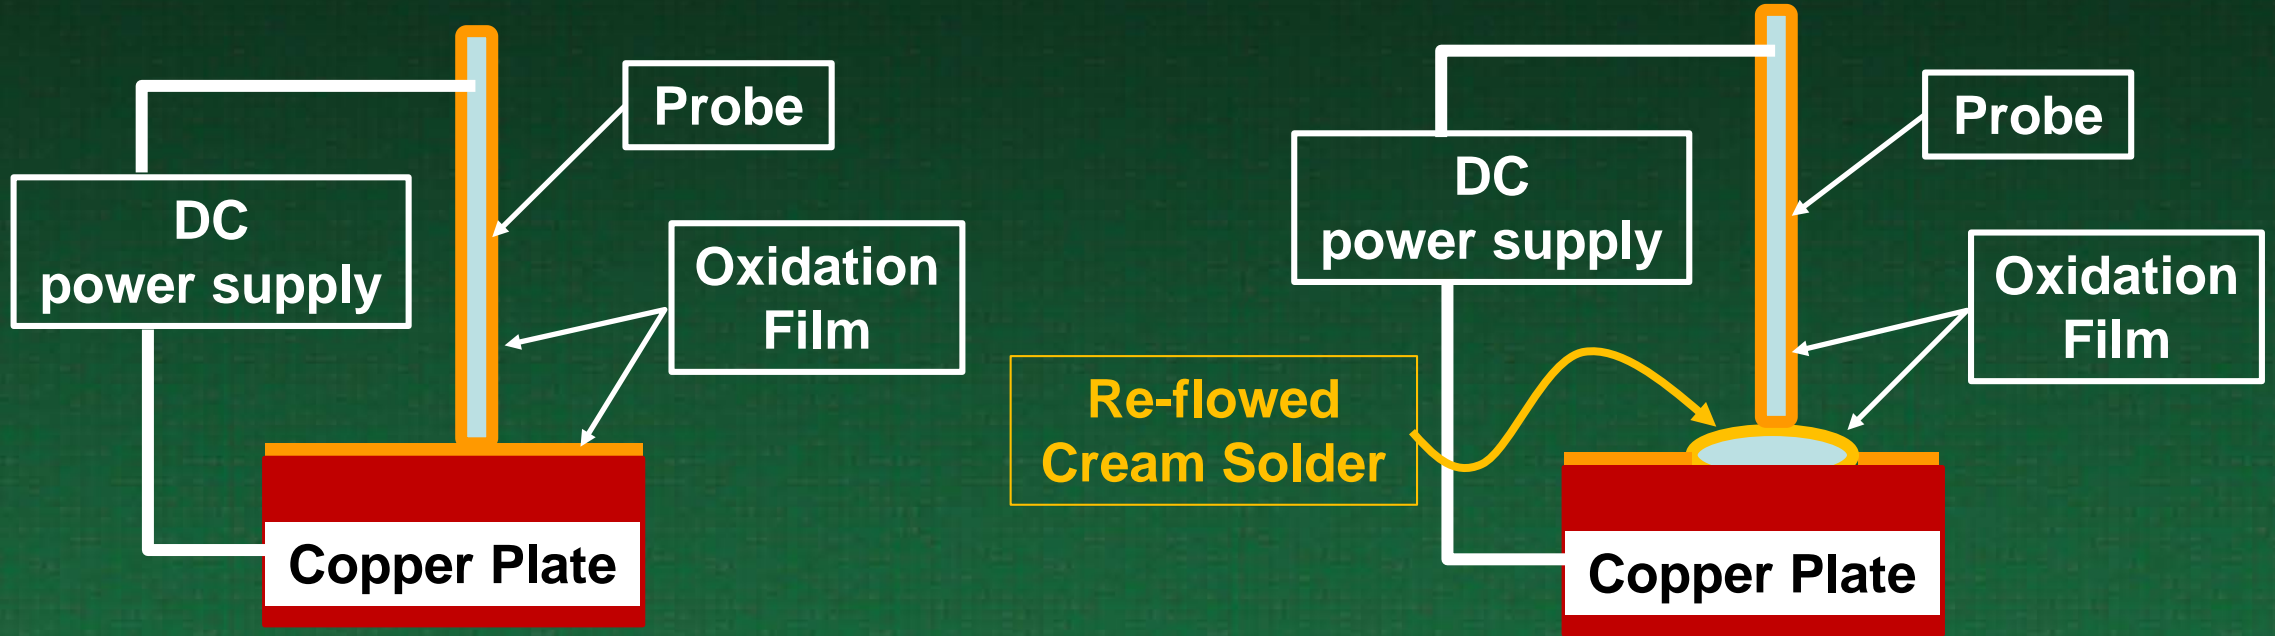 Probe
DC
power supply
Oxidation
Film
Copper Plate
Probe
DC
power supply
Oxidation
Film
Re-flowed
Cream Solder
Copper Plate